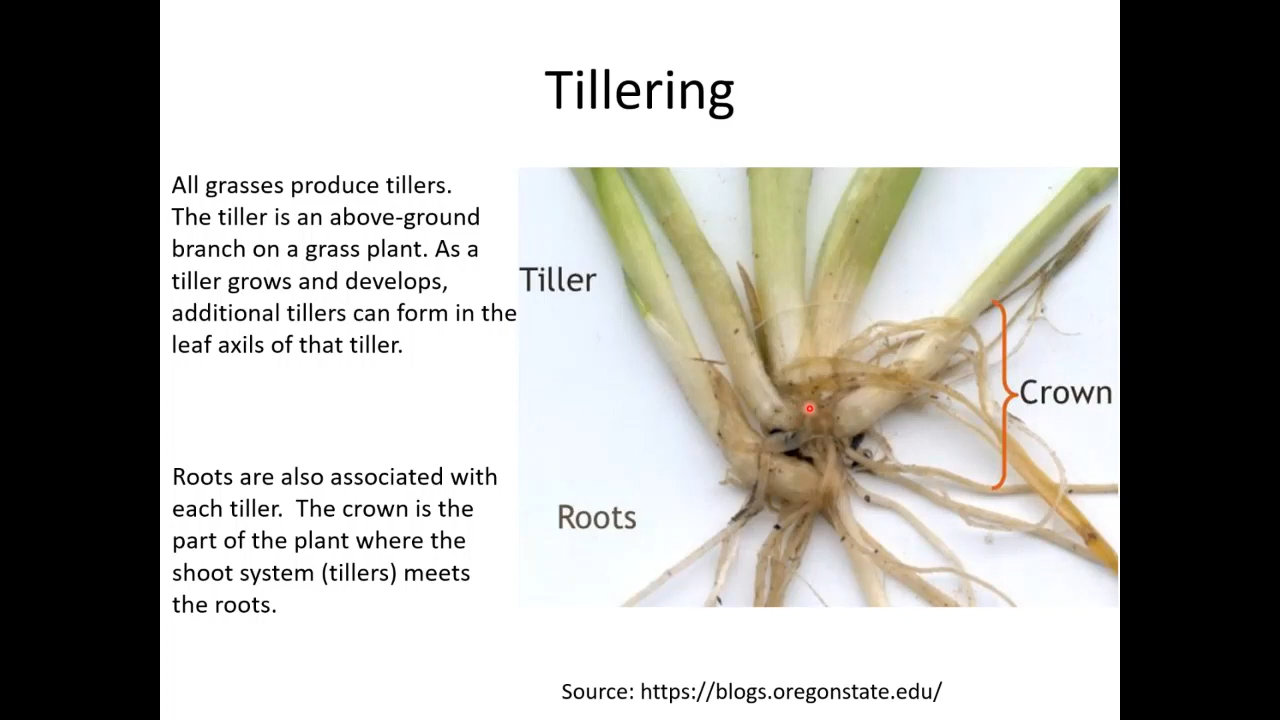 Tillering
All grasses produce tillers.
The tiller is an above-ground
branch on a grass plant. As a
tiller grows and develops,
additional tillers can form in the
leaf axils of that tiller.
Roots are also associated with
each tiller.  The crown is the
part of the plant where the
shoot system (tillers) meets
the roots.
Tiller
Crown
Roots
Source: https://blogs.oregonstate.edu/